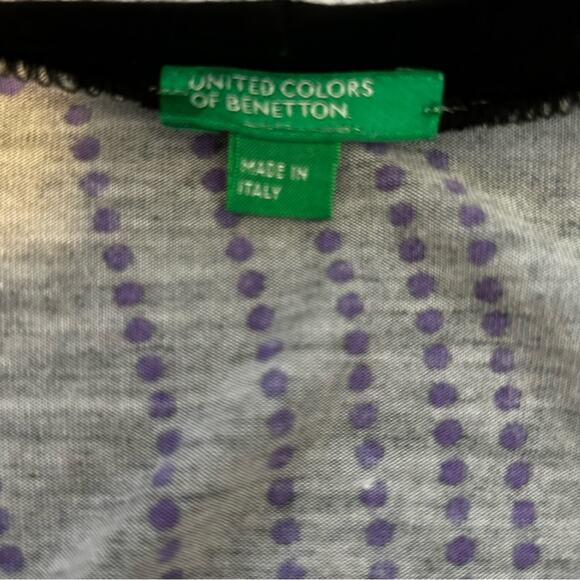 UNITED COLORS
OF BENETTON.
MADE IN
ITALY